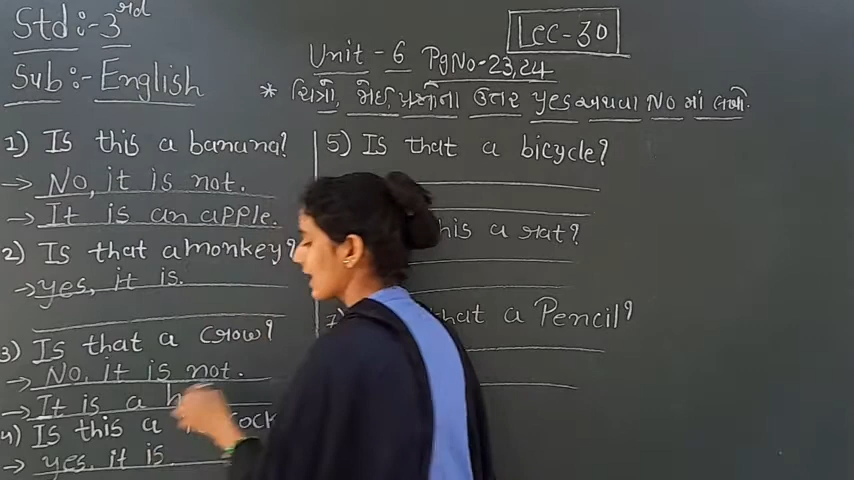 Std:- 3rd
Lec-30
Sub:- English
Unit - 6 PgNo-23,24
* ચિત્રો જોઈ, પ્રશ્નોના ઉત્તર yes અથવા No માં લખો.
1) Is this a banana?
→ No, it is not.
→ It is an apple.
2) Is that a monkey?
→ yes, it is.
3) Is that a crow?
→ No, it is not.
→ It is a
4) Is this a
→ yes, it is.
5) Is that a bicycle?
this a rat?
7) that a Pencil?